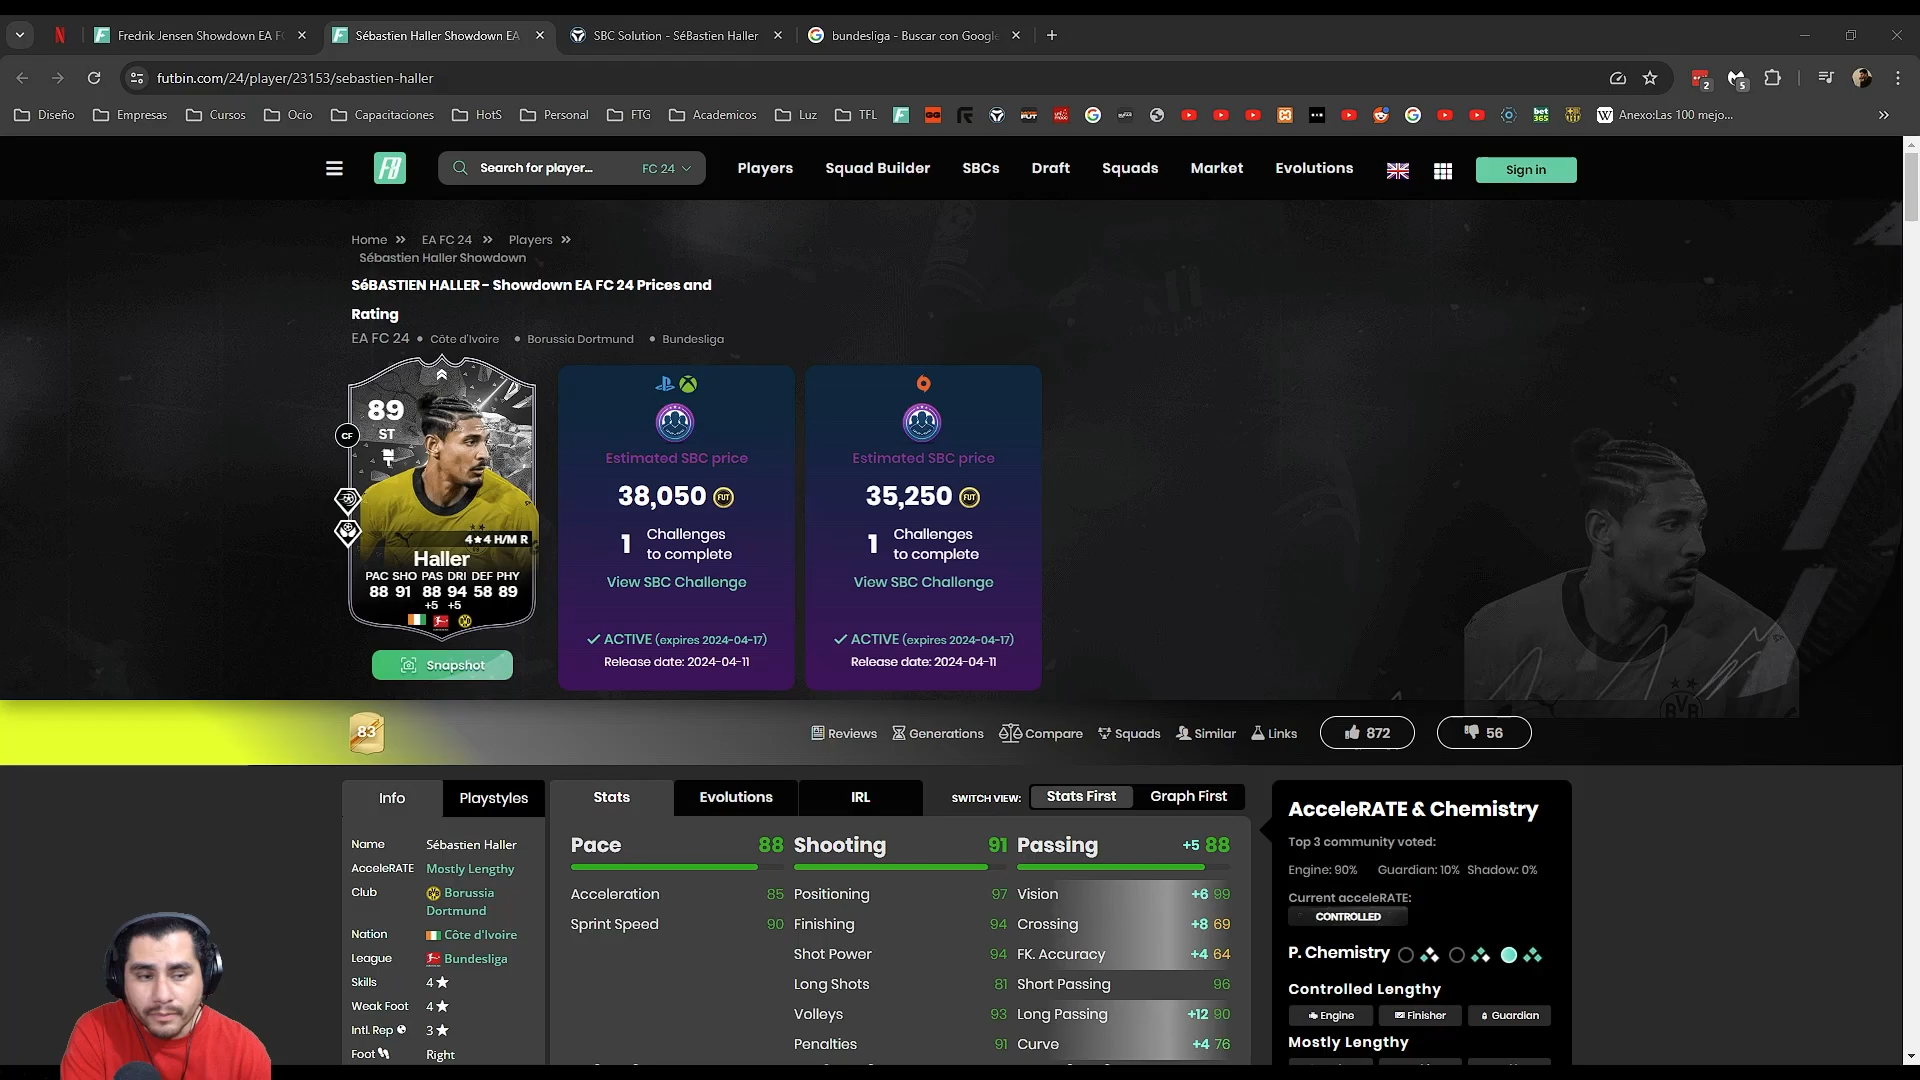 Fredrik Jensen Showdown EA F
Sébastien Haller Showdown EA
SBC Solution - SéBastien Haller
bundesliga - Buscar con Google
futbin.com/24/player/23153/sebastien-haller
2
5
Diseño
Empresas
Cursos
Ocio
Capacitaciones
HotS
Personal
FTG
Academicos
Luz
TFL
Anexo:Las 100 mejo...
FB
Search for player...
FC 24
Players
Squad Builder
SBCs
Draft
Squads
Market
Evolutions
Sign in
Home
EA FC 24
Players
Sébastien Haller Showdown
SéBASTIEN HALLER - Showdown EA FC 24 Prices and
Rating
EA FC 24 • Côte d'Ivoire • Borussia Dortmund • Bundesliga
89
ST
CF
4★4 H/M R
Haller
PAC SHO PAS DRI DEF PHY
88 91 88 94 58 89
+5 +5
Snapshot
Estimated SBC price
38,050
1 Challenges
to complete
View SBC Challenge
ACTIVE (expires 2024-04-17)
Release date: 2024-04-11
Estimated SBC price
35,250
1 Challenges
to complete
View SBC Challenge
ACTIVE (expires 2024-04-17)
Release date: 2024-04-11
83
Reviews
Generations
Compare
Squads
Similar
Links
872
56
Info
Playstyles
Name Sébastien Haller
AcceleRATE Mostly Lengthy
Club Borussia
Dortmund
Nation Côte d'Ivoire
League Bundesliga
Skills 4★
Weak Foot 4★
Intl. Rep 3★
Foot Right
Stats
Evolutions
IRL
SWITCH VIEW:
Stats First
Graph First
Pace 88
Acceleration 85
Sprint Speed 90
Shooting 91
Positioning 97
Finishing 94
Shot Power 94
Long Shots 81
Volleys 93
Penalties 91
Passing +5 88
Vision +6 99
Crossing +8 69
FK. Accuracy +4 64
Short Passing 96
Long Passing +12 90
Curve +4 76
AcceleRATE & Chemistry
Top 3 community voted:
Engine: 90% Guardian: 10% Shadow: 0%
Current acceleRATE:
CONTROLLED
P. Chemistry
Controlled Lengthy
Engine
Finisher
Guardian
Mostly Lengthy